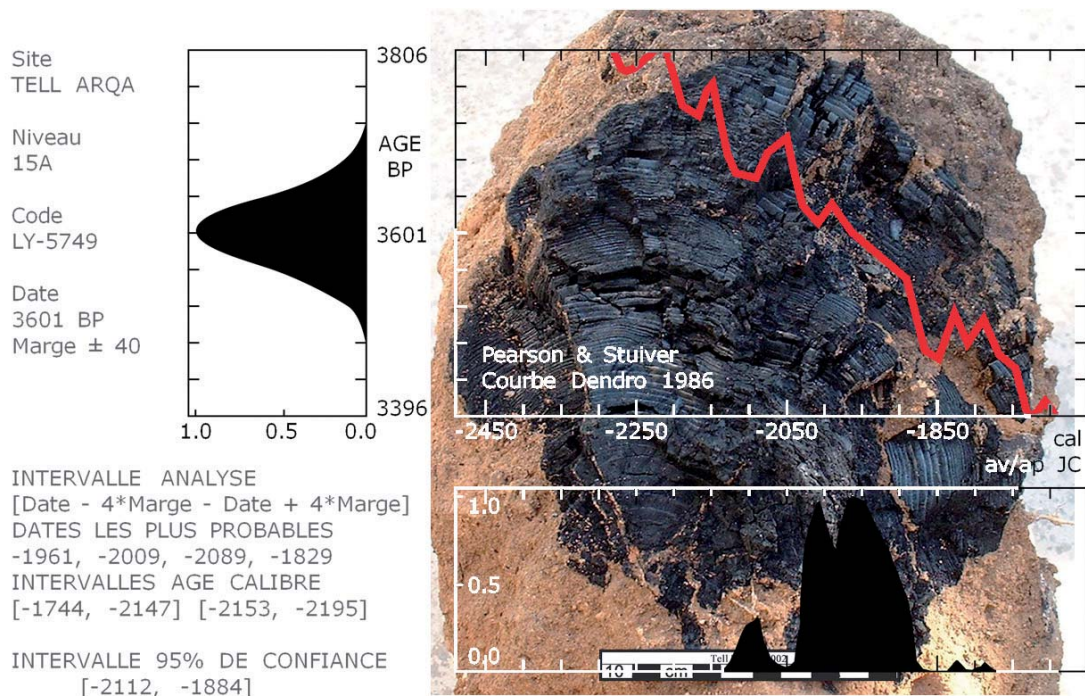 Site
TELL ARQA
Niveau
15A
Code
LY-5749
Date
3601 BP
Marge ± 40
3806
AGE
BP
3601
3396
1.0 0.5 0.0
Pearson & Stuiver
Courbe Dendro 1986
-2450 -2250 -2050 -1850
cal
av/ap JC
INTERVALLE ANALYSE
[Date - 4*Marge - Date + 4*Marge]
DATES LES PLUS PROBABLES
-1961, -2009, -2089, -1829
INTERVALLES AGE CALIBRE
[-1744, -2147] [-2153, -2195]
INTERVALLE 95% DE CONFIANCE
[-2112, -1884]
1.0
0.5
0.0
Tell
002
10 cm